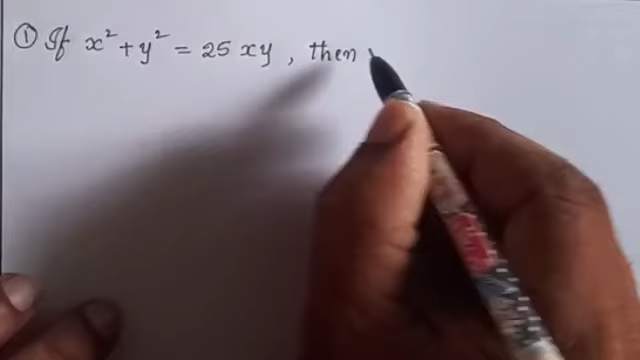 ① If x² + y² = 25 xy , then